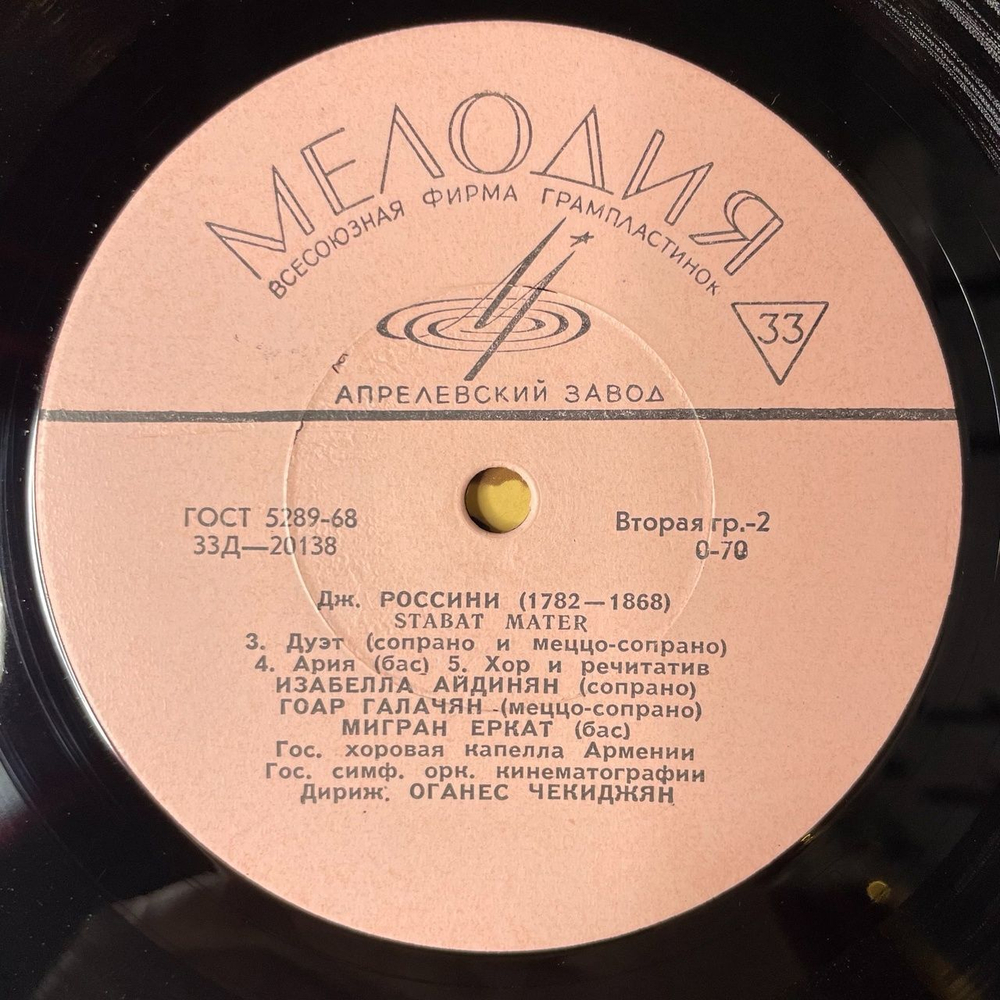 МЕЛОДИЯ
ВСЕСОЮЗНАЯ ФИРМА ГРАМПЛАСТИНОК
33
АПРЕЛЕВСКИЙ ЗАВОД
ГОСТ 5289-68
Вторая гр.-2
33Д—20138
0-70
Дж. РОССИНИ (1782—1868)
STABAT MATER
3. Дуэт (сопрано и меццо-сопрано)
4. Ария (бас) 5. Хор и речитатив
ИЗАБЕЛЛА АЙДИНЯН (сопрано)
ГОАР ГАЛАЧЯН (меццо-сопрано)
МИГРАН ЕРКАТ (бас)
Гос. хоровая капелла Армении
Гос. симф. орк. кинематографии
Дириж. ОГАНЕС ЧЕКИДЖЯН